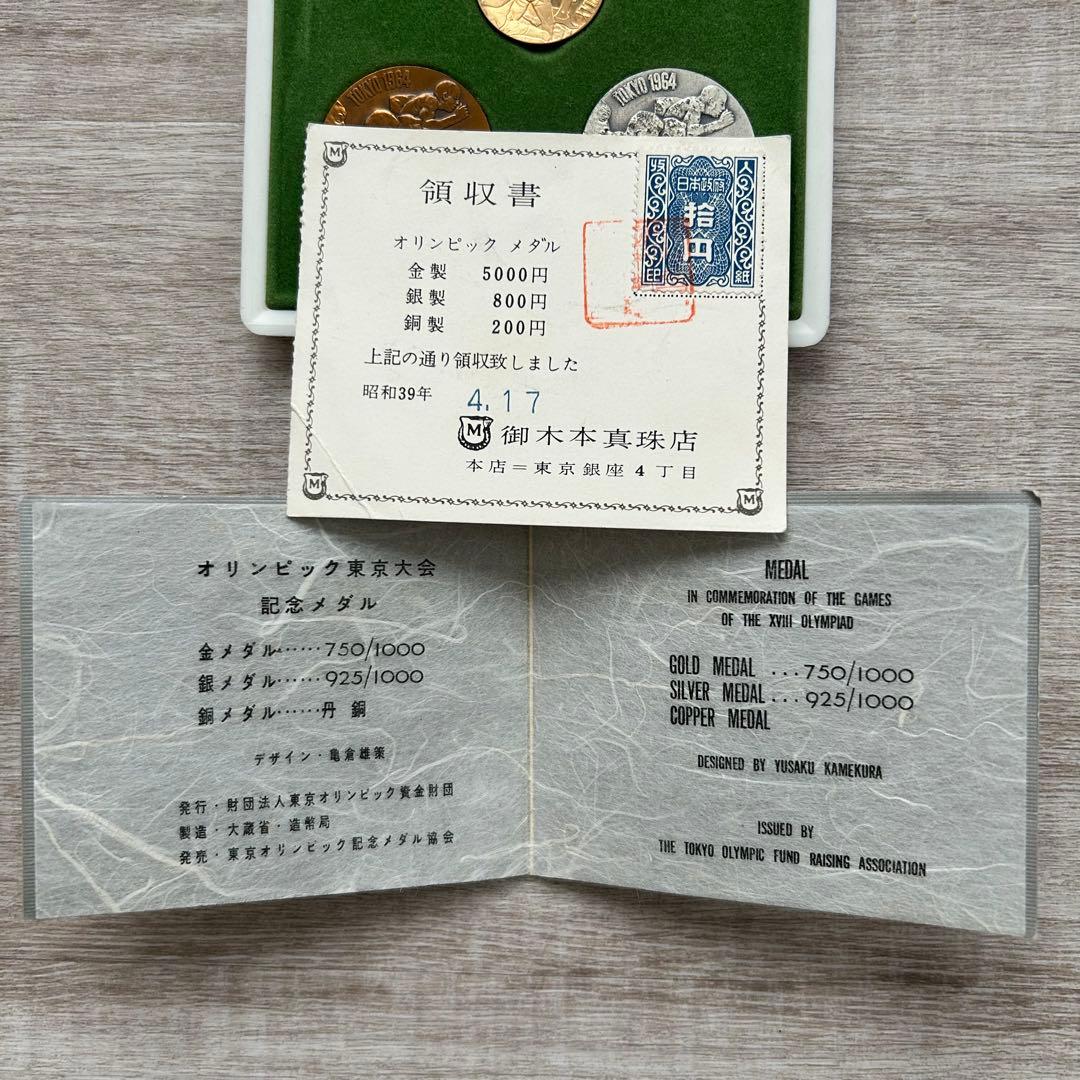 TOKYO 1964
TOKYO 1964
領収書
オリンピック メダル
金製 5000円
銀製 800円
銅製 200円
上記の通り領収致しました
昭和39年 4.17
M 御木本真珠店
本店=東京銀座4丁目
M
M
M
収入
日本政府
拾円
印紙
オリンピック東京大会
記念メダル
金メダル……750/1000
銀メダル……925/1000
銅メダル……丹銅
デザイン・亀倉雄策
発行・財団法人東京オリンピック資金財団
製造・大蔵省・造幣局
発売・東京オリンピック記念メダル協会
MEDAL
IN COMMEMORATION OF THE GAMES
OF THE XVIII OLYMPIAD
GOLD MEDAL ...750/1000
SILVER MEDAL...925/1000
COPPER MEDAL
DESIGNED BY YUSAKU KAMEKURA
ISSUED BY
THE TOKYO OLYMPIC FUND RAISING ASSOCIATION